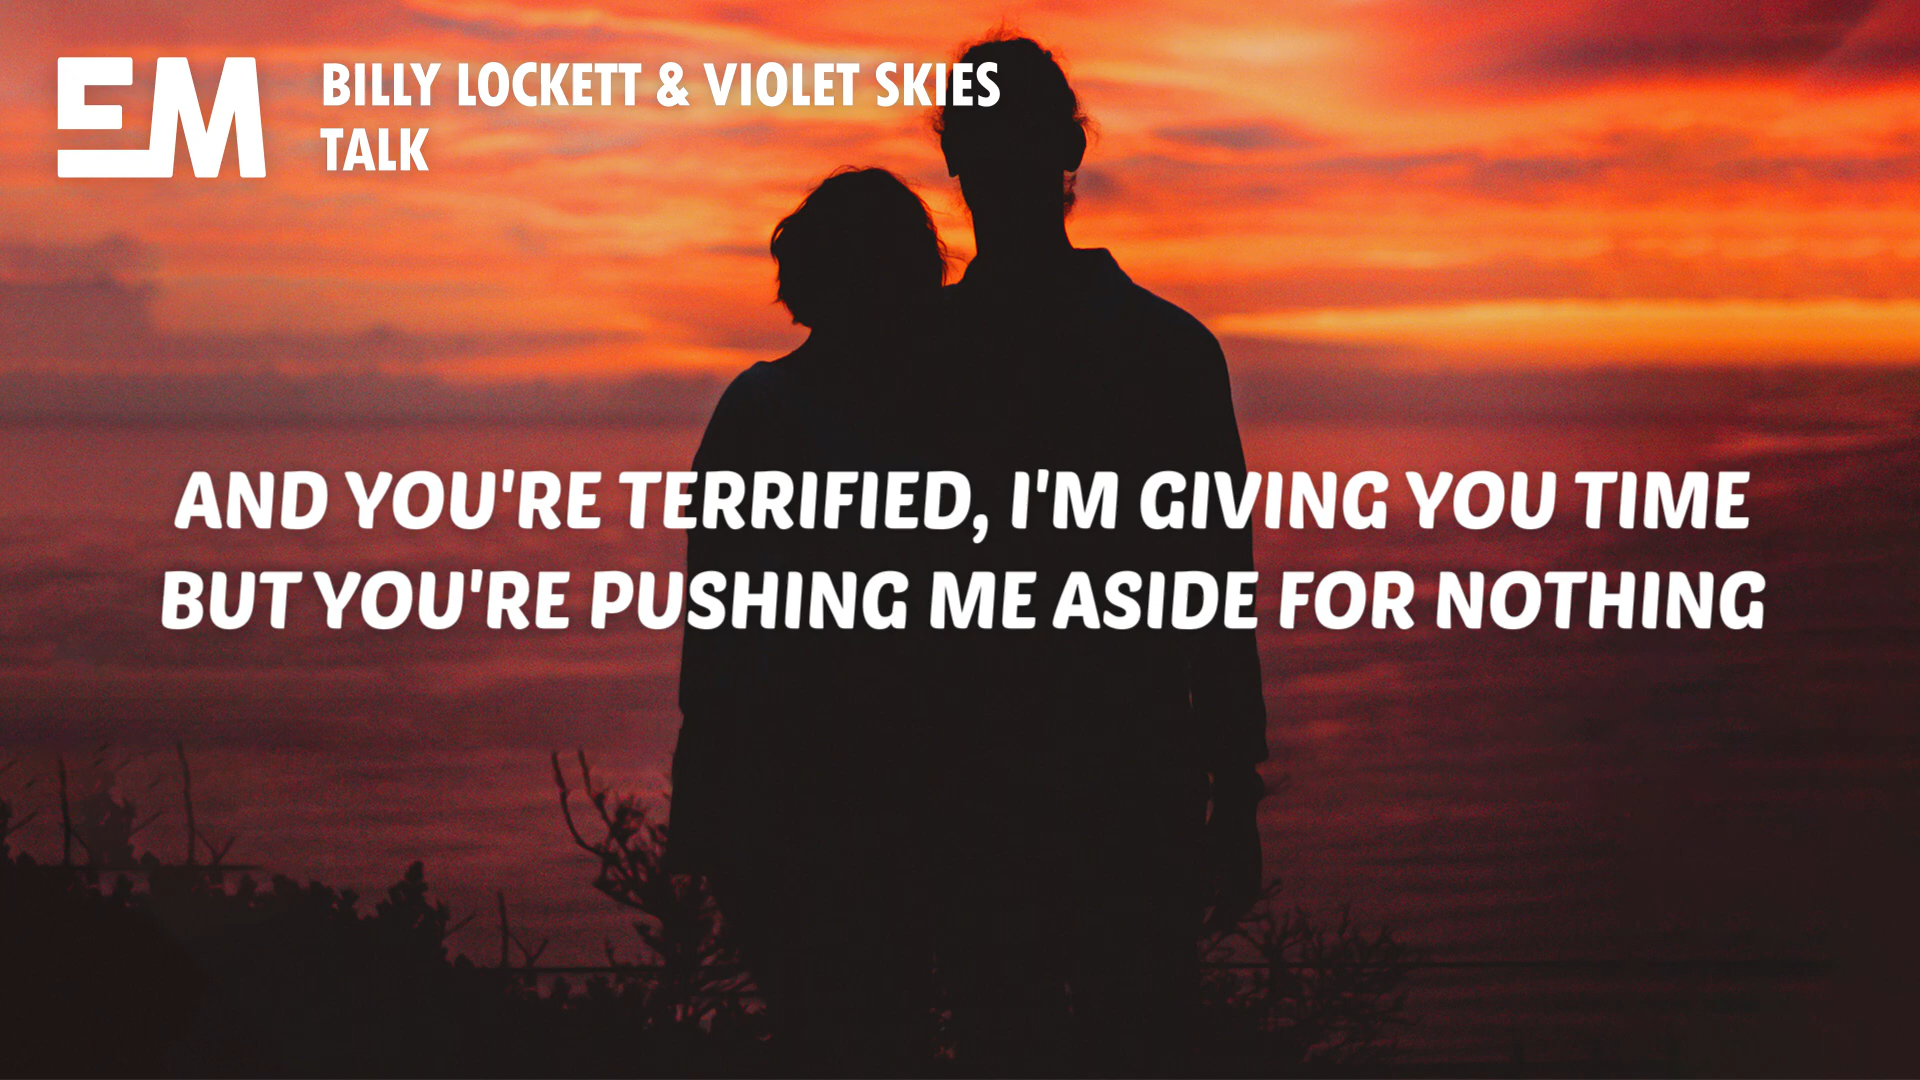 EM
BILLY LOCKETT & VIOLET SKIES
TALK
AND YOU'RE TERRIFIED, I'M GIVING YOU TIME
BUT YOU'RE PUSHING ME ASIDE FOR NOTHING